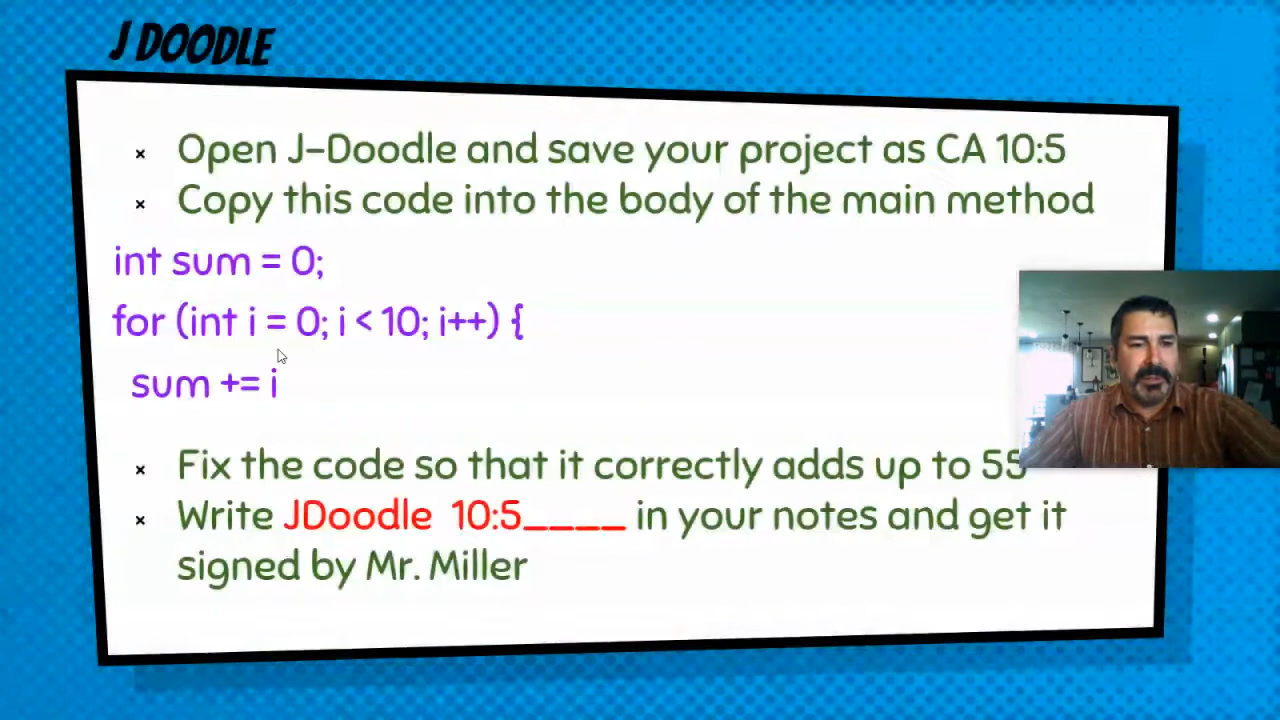 J DOODLE
× Open J-Doodle and save your project as CA 10:5
× Copy this code into the body of the main method
int sum = 0;
for (int i = 0; i < 10; i++) {
sum += i
× Fix the code so that it correctly adds up to 55
× Write JDoodle 10:5____ in your notes and get it
signed by Mr. Miller